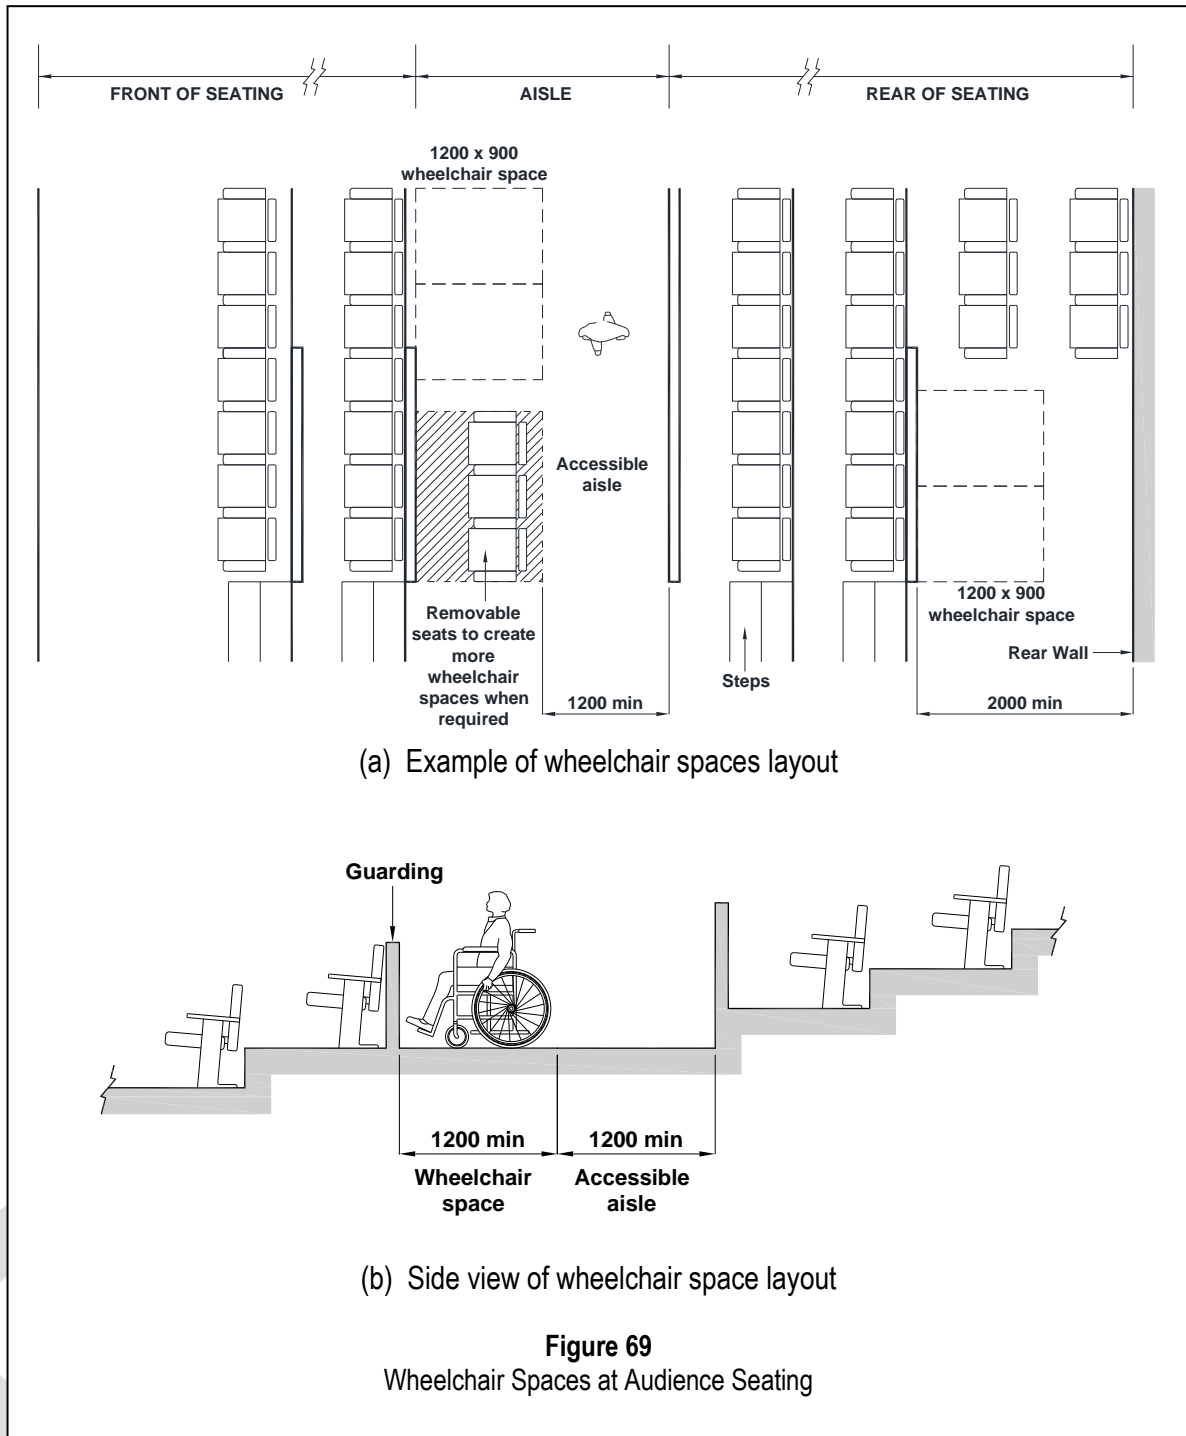 FRONT OF SEATING
AISLE
REAR OF SEATING
1200 x 900
wheelchair space
Accessible
aisle
Removable
seats to create
more
wheelchair
spaces when
required
1200 min
Steps
1200 x 900
wheelchair space
Rear Wall
2000 min
(a) Example of wheelchair spaces layout
Guarding
1200 min
1200 min
Wheelchair
space
Accessible
aisle
(b) Side view of wheelchair space layout
Figure 69
Wheelchair Spaces at Audience Seating